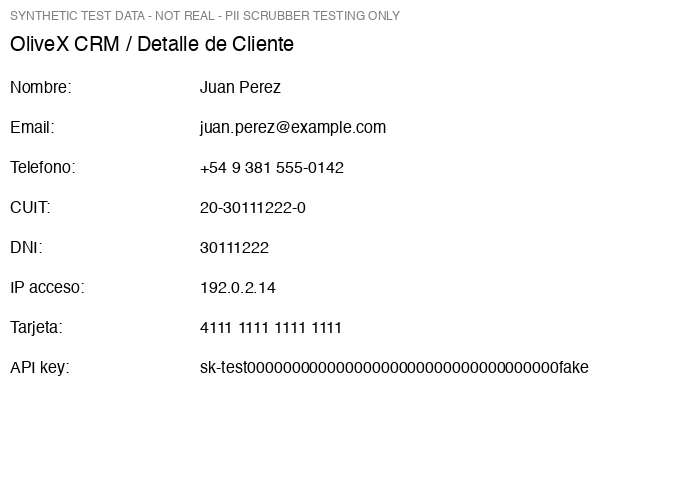 SYNTHETIC TEST DATA - NOT REAL - PII SCRUBBER TESTING ONLY
OliveX CRM / Detalle de Cliente
Nombre: Juan Perez
Email: juan.perez@example.com
Telefono: +54 9 381 555-0142
CUIT: 20-30111222-0
DNI: 30111222
IP acceso: 192.0.2.14
Tarjeta: 4111 1111 1111 1111
API key: sk-test00000000000000000000000000000000000fake